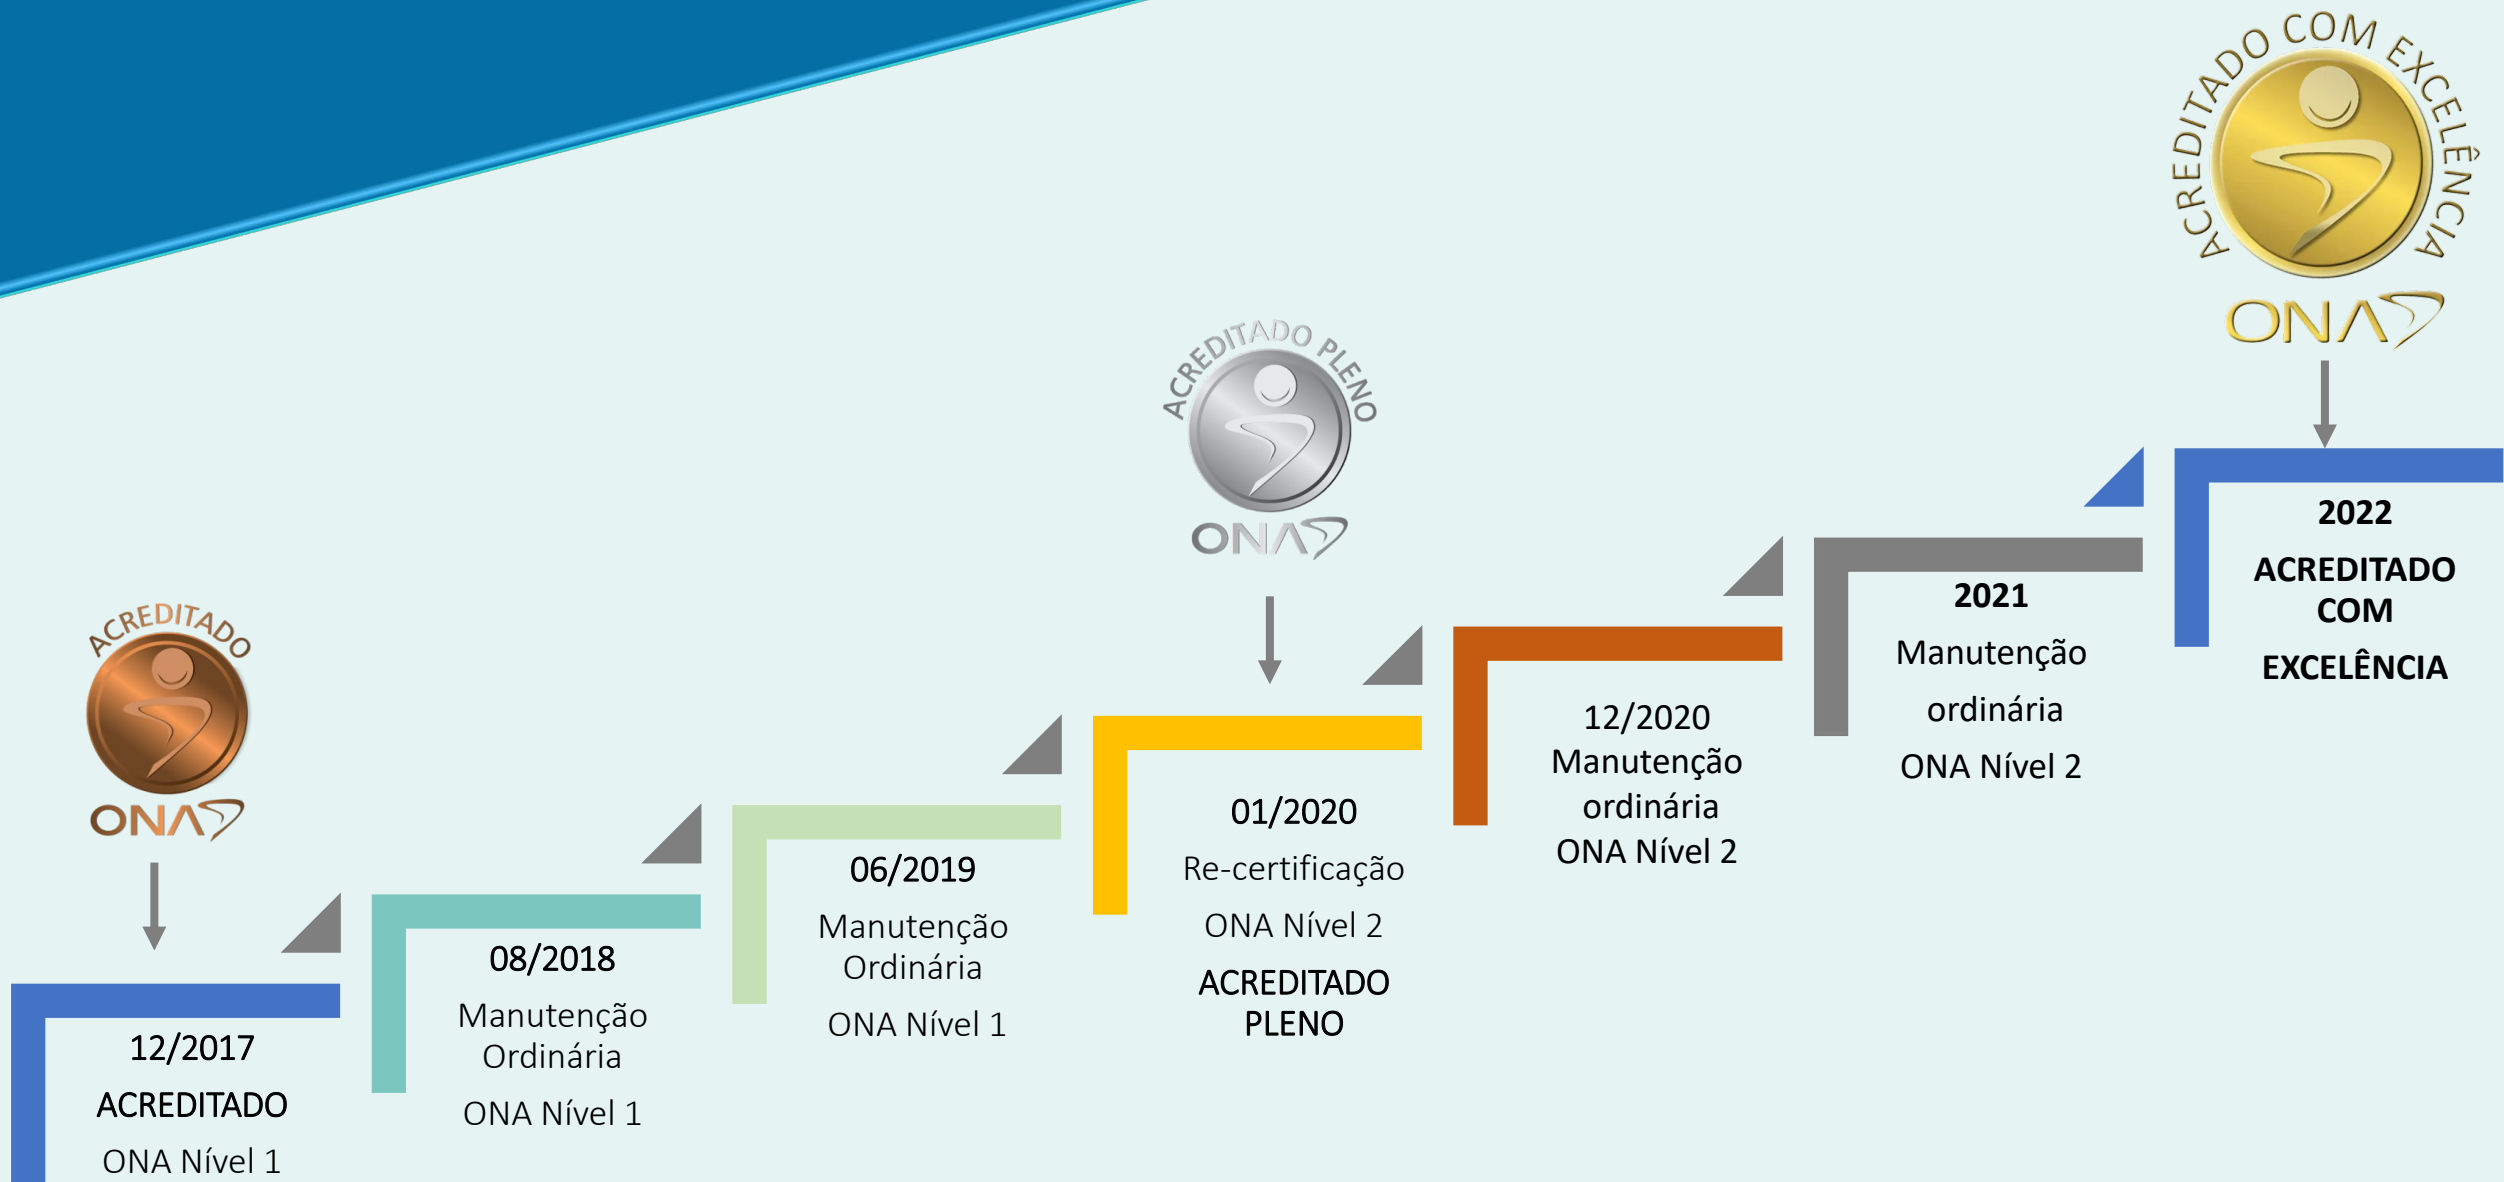 ACREDITADO COM EXCELÊNCIA
ONA
ACREDITADO PLENO
ONA
ACREDITADO
ONA
12/2017
ACREDITADO
ONA Nível 1
08/2018
Manutenção
Ordinária
ONA Nível 1
06/2019
Manutenção
Ordinária
ONA Nível 1
01/2020
Re-certificação
ONA Nível 2
ACREDITADO
PLENO
12/2020
Manutenção
ordinária
ONA Nível 2
2021
Manutenção
ordinária
ONA Nível 2
2022
ACREDITADO
COM
EXCELÊNCIA